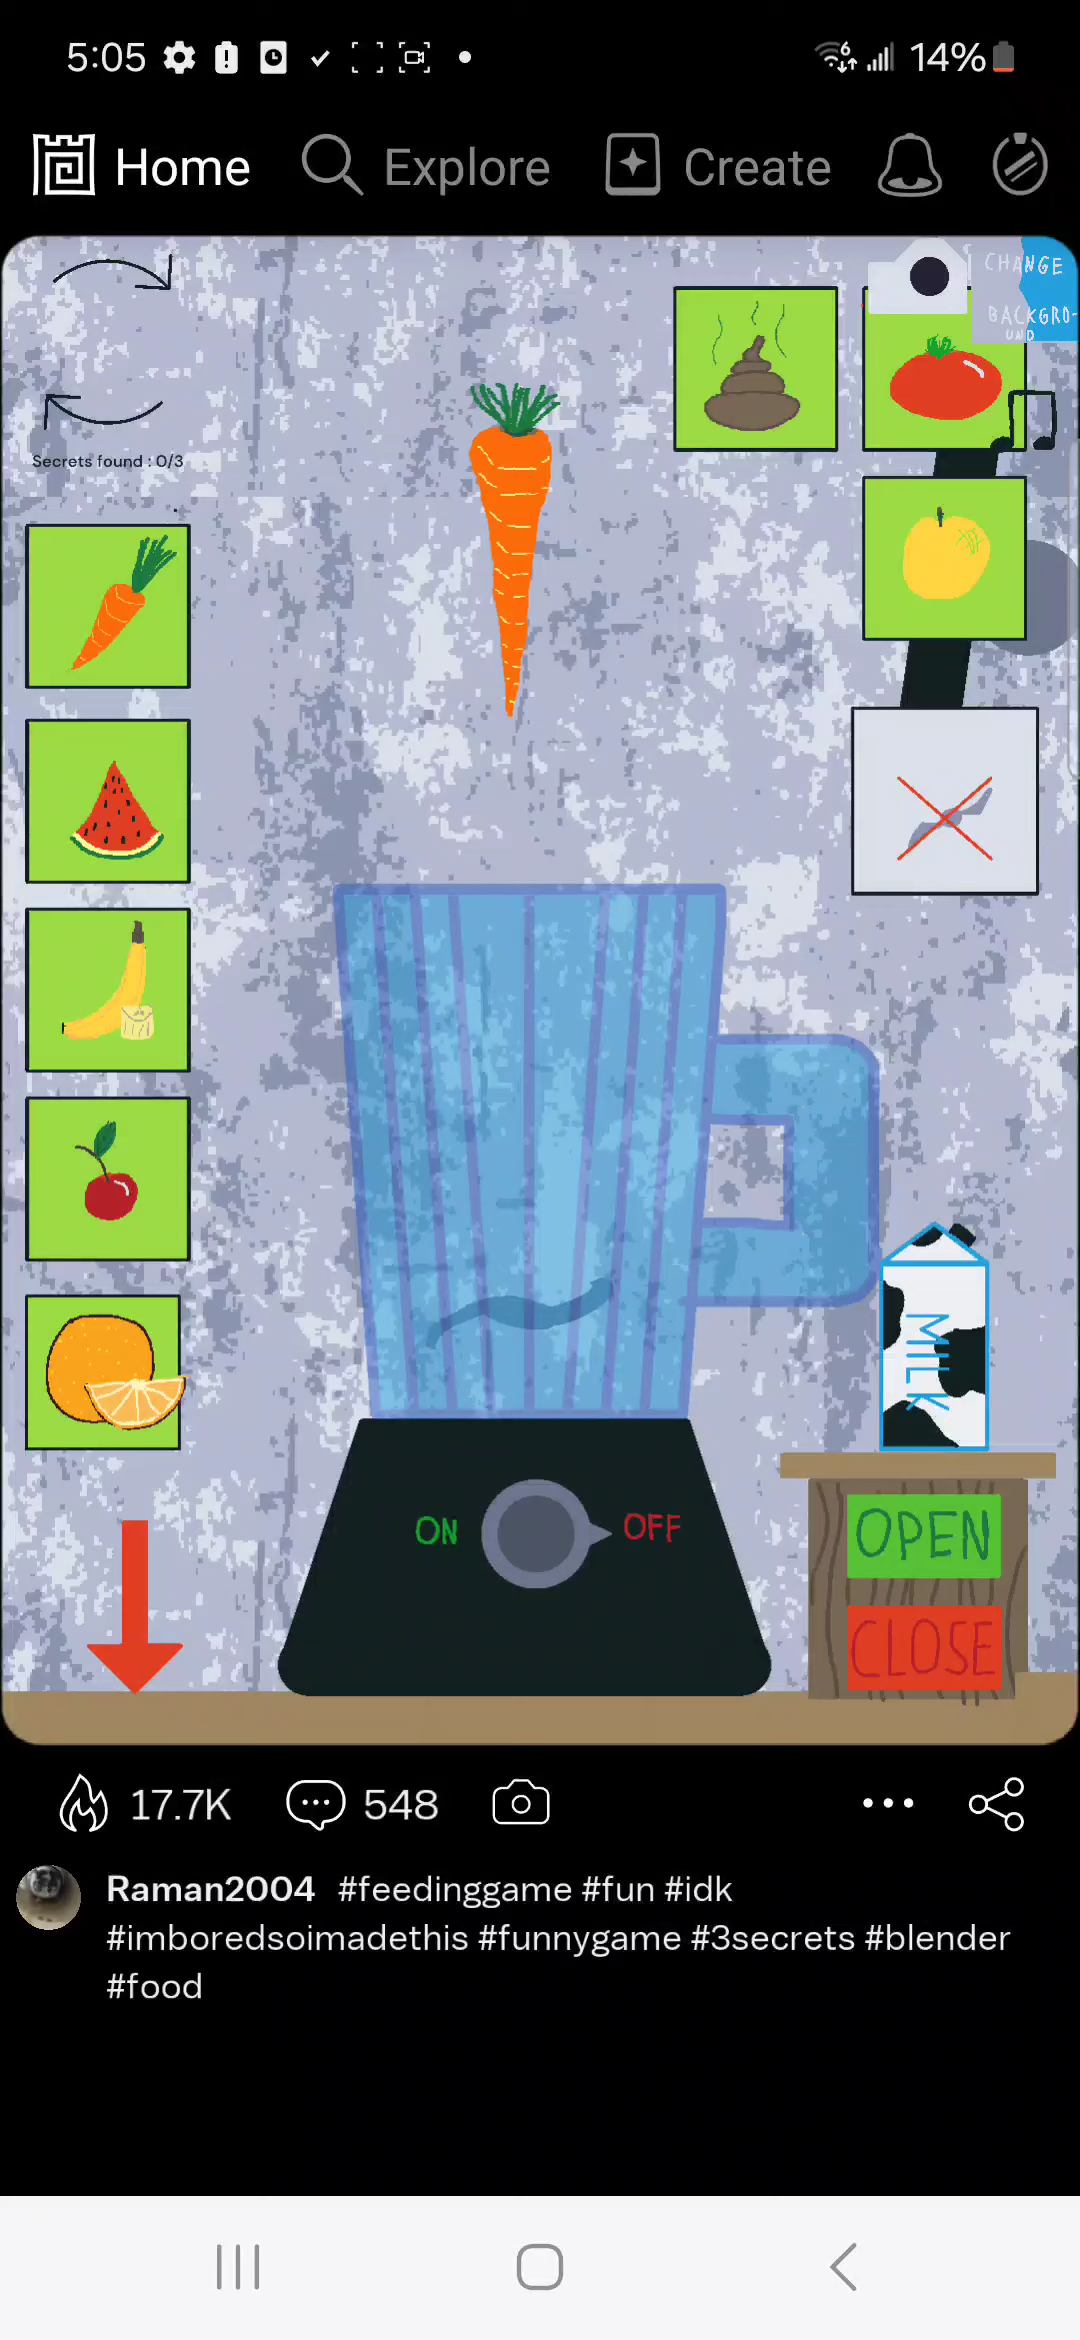 5:05
6
14%
Home
Explore
Create
CHANGE
BACKGRO-
UND
Secrets found : 0/3
MILK
ON
OFF
OPEN
CLOSE
17.7K
548
Raman2004 #feedinggame #fun #idk
#imboredsoimadethis #funnygame #3secrets #blender
#food